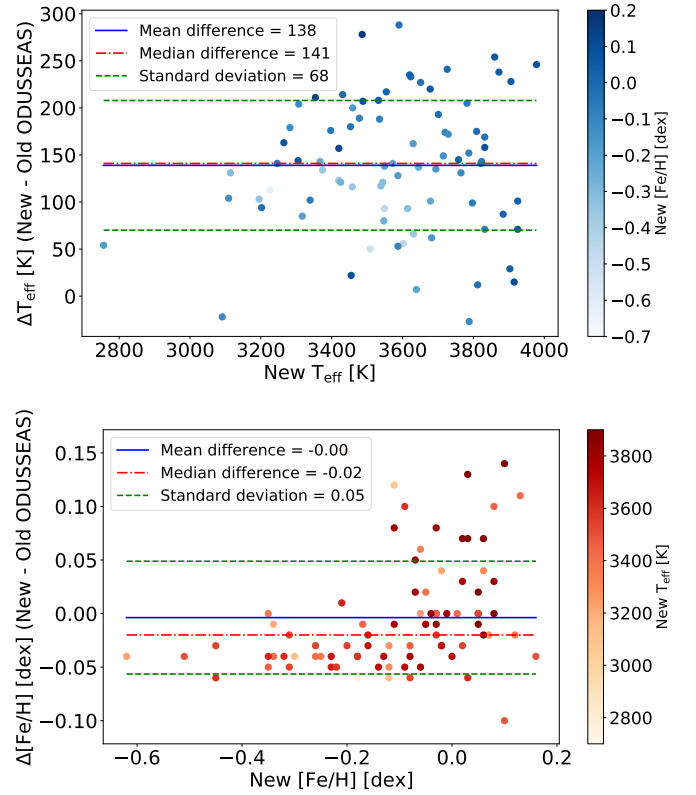 Mean difference = 138
Median difference = 141
Standard deviation = 68
ΔT_eff [K] (New - Old ODUSSEAS)
300
250
200
150
100
50
0
2800 3000 3200 3400 3600 3800 4000
New T_eff [K]
0.2
0.1
0.0
−0.1
−0.2
−0.3
−0.4
−0.5
−0.6
−0.7
New [Fe/H] [dex]
Mean difference = -0.00
Median difference = -0.02
Standard deviation = 0.05
Δ[Fe/H] [dex] (New - Old ODUSSEAS)
0.15
0.10
0.05
0.00
−0.05
−0.10
−0.6 −0.4 −0.2 0.0 0.2
New [Fe/H] [dex]
3800
3600
3400
3200
3000
2800
New T_eff [K]